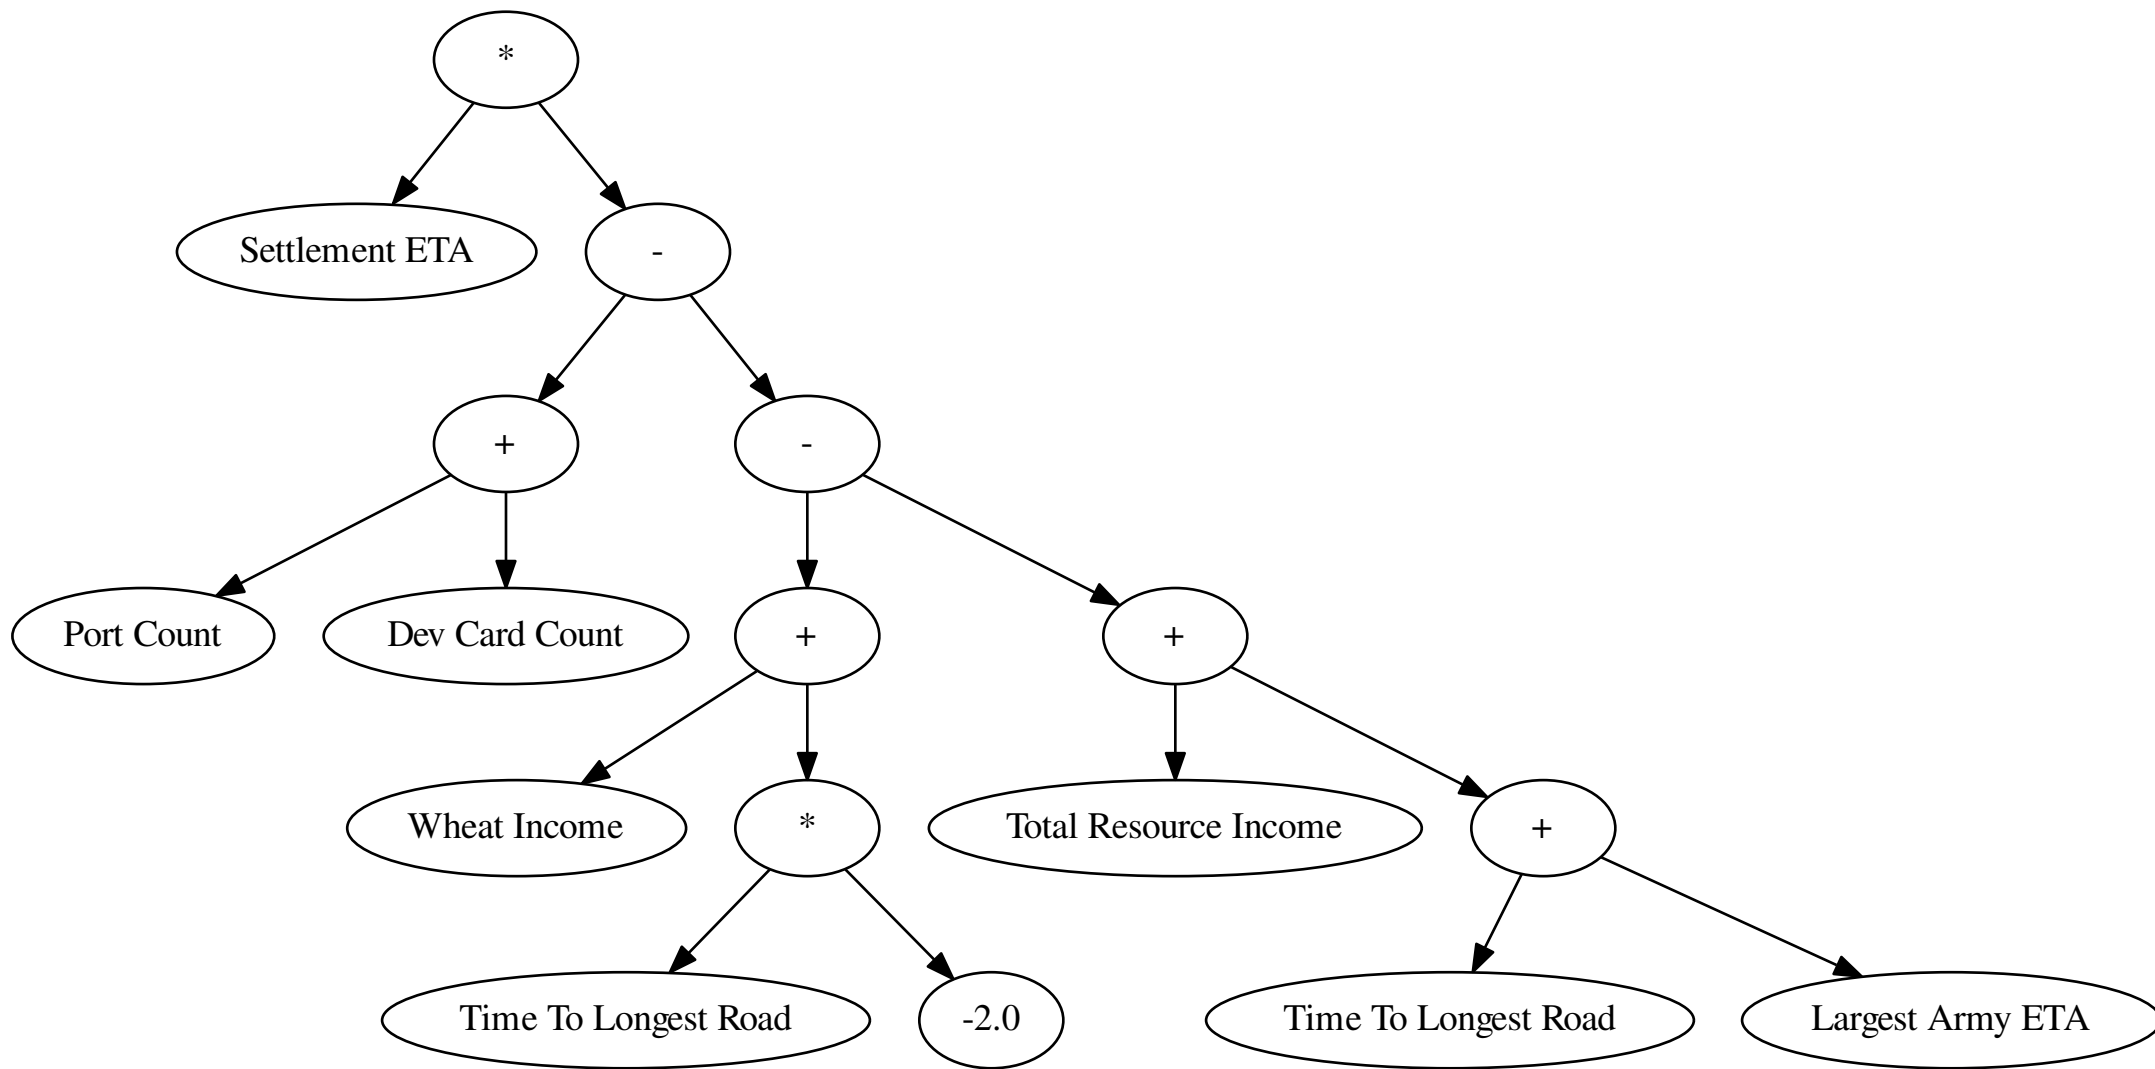 *
Settlement ETA
-
+
-
Port Count
Dev Card Count
+
+
Wheat Income
*
Total Resource Income
+
Time To Longest Road
-2.0
Time To Longest Road
Largest Army ETA